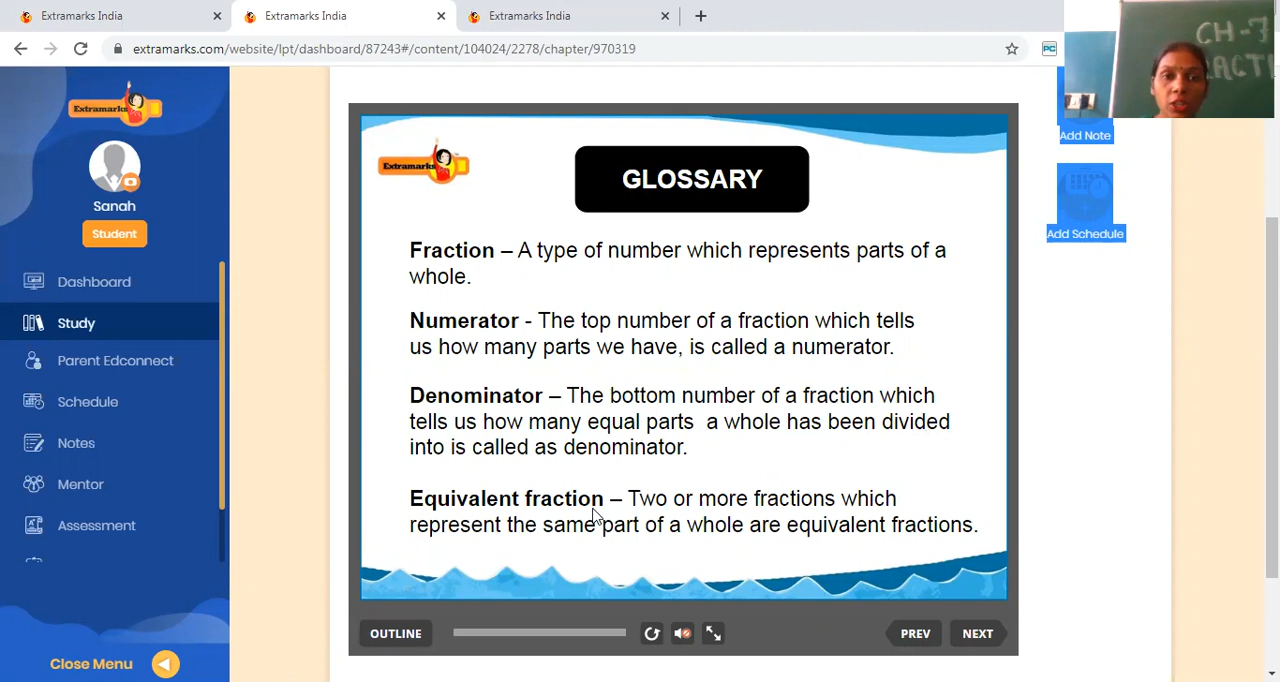 Extramarks India
Extramarks India
Extramarks India
extramarks.com/website/lpt/dashboard/87243#/content/104024/2278/chapter/970319
PC
CH-7
RACTI
Extramarks
Sanah
Student
Dashboard
Study
Parent Edconnect
Schedule
Notes
Mentor
Assessment
Close Menu
Add Note
Add Schedule
Extramarks
GLOSSARY
Fraction – A type of number which represents parts of a
whole.
Numerator - The top number of a fraction which tells
us how many parts we have, is called a numerator.
Denominator – The bottom number of a fraction which
tells us how many equal parts a whole has been divided
into is called as denominator.
Equivalent fraction – Two or more fractions which
represent the same part of a whole are equivalent fractions.
OUTLINE
PREV
NEXT